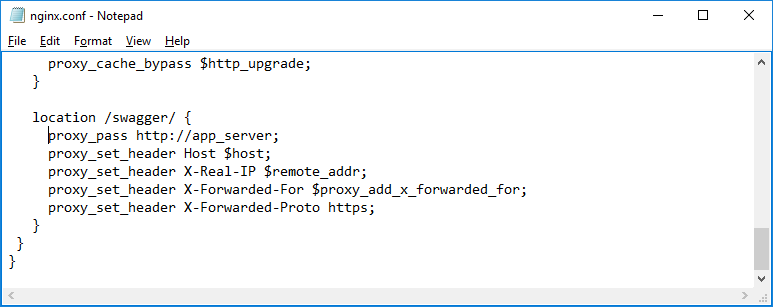 nginx.conf - Notepad
File Edit Format View Help
proxy_cache_bypass $http_upgrade;
}
location /swagger/ {
proxy_pass http://app_server;
proxy_set_header Host $host;
proxy_set_header X-Real-IP $remote_addr;
proxy_set_header X-Forwarded-For $proxy_add_x_forwarded_for;
proxy_set_header X-Forwarded-Proto https;
}
}
}